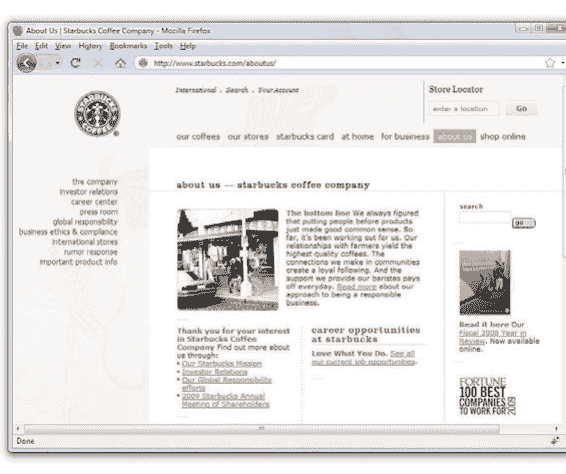 About Us | Starbucks Coffee Company - Mozilla Firefox
File Edit View History Bookmarks Tools Help
http://www.starbucks.com/aboutus/
International . Search . Your Account
Store Locator
enter a location Go
STARBUCKS
COFFEE
our coffees our stores starbucks card at home for business about us shop online
the company
investor relations
career center
press room
global responsibility
business ethics & compliance
international stores
rumor response
important product info
about us — starbucks coffee company
The bottom line We always figured
that putting people before products
just made good common sense. So
far, it's been working out for us. Our
relationships with farmers yield the
highest quality coffees. The
connections we make in communities
create a loyal following. And the
support we provide our baristas pays
off everyday. Read more about our
approach to being a responsible
business.
Thank you for your interest
in Starbucks Coffee
Company Find out more about
us through:
• Our Starbucks Mission
• Investor Relations
• Our Global Responsibility
efforts
• 2009 Starbucks Annual
Meeting of Shareholders
career opportunities
at starbucks
Love What You Do. See all
our current job opportunities.
search
go
Read it here Our
Fiscal 2008 Year in
Review. Now available
online.
FORTUNE
100 BEST
COMPANIES
TO WORK FOR 2009
Done